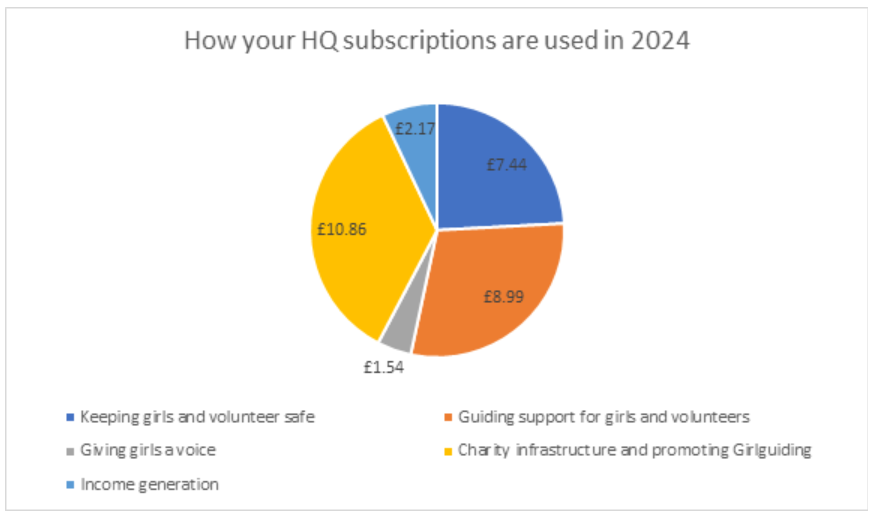 How your HQ subscriptions are used in 2024
£2.17
£7.44
£10.86
£8.99
£1.54
Keeping girls and volunteer safe
Guiding support for girls and volunteers
Giving girls a voice
Charity infrastructure and promoting Girlguiding
Income generation